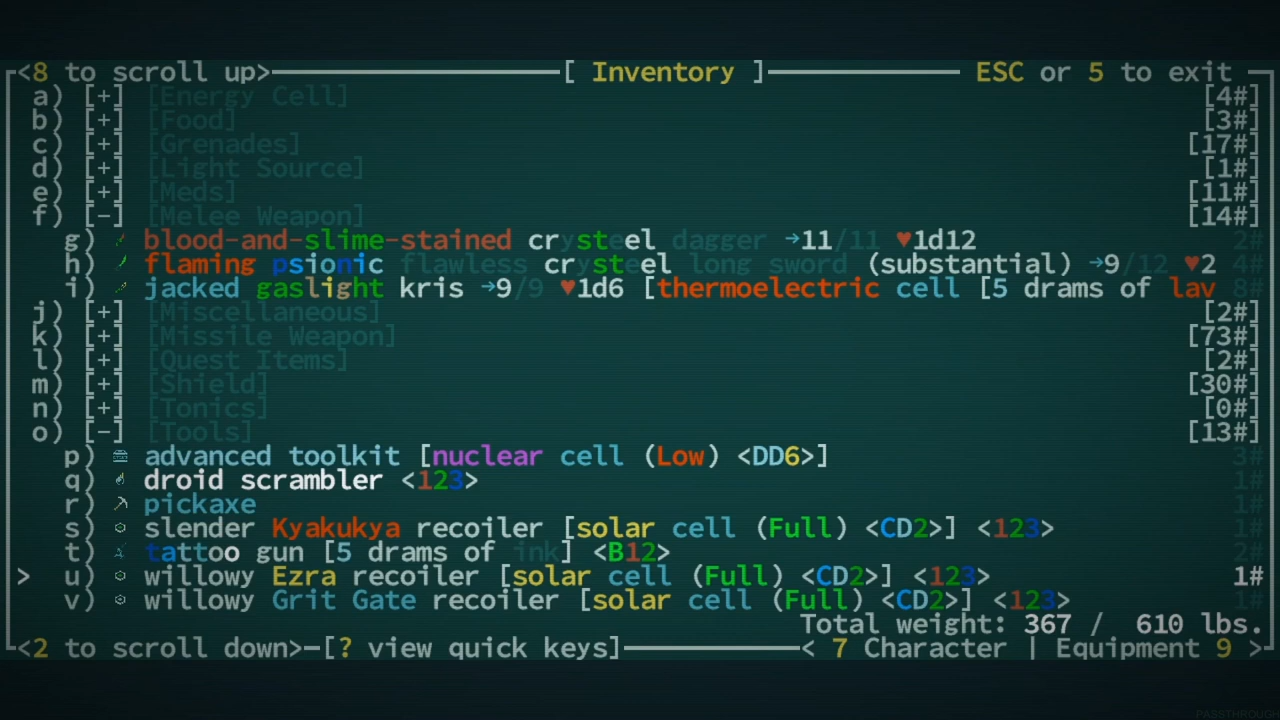 <8 to scroll up> [ Inventory ] ESC or 5 to exit
a) [+] [Energy Cell] [4#]
b) [+] [Food] [3#]
c) [+] [Grenades] [17#]
d) [+] [Light Source] [1#]
e) [+] [Meds] [11#]
f) [-] [Melee Weapon] [14#]
g) blood-and-slime-stained crysteel dagger →11/11 ♥1d12 2#
h) flaming psionic flawless crysteel long sword (substantial) →9/12 ♥2 4#
i) jacked gaslight kris →9/9 ♥1d6 [thermoelectric cell [5 drams of lav 8#
j) [+] [Miscellaneous] [2#]
k) [+] [Missile Weapon] [73#]
l) [+] [Quest Items] [2#]
m) [+] [Shield] [30#]
n) [+] [Tonics] [0#]
o) [-] [Tools] [13#]
p) advanced toolkit [nuclear cell (Low) <DD6>] 3#
q) droid scrambler <123> 1#
r) pickaxe 1#
s) slender Kyakukya recoiler [solar cell (Full) <CD2>] <123> 1#
t) tattoo gun [5 drams of ink] <B12> 2#
> u) willowy Ezra recoiler [solar cell (Full) <CD2>] <123> 1#
v) willowy Grit Gate recoiler [solar cell (Full) <CD2>] <123> 1#
Total weight: 367 / 610 lbs.
<2 to scroll down> [? view quick keys] < 7 Character | Equipment 9 >